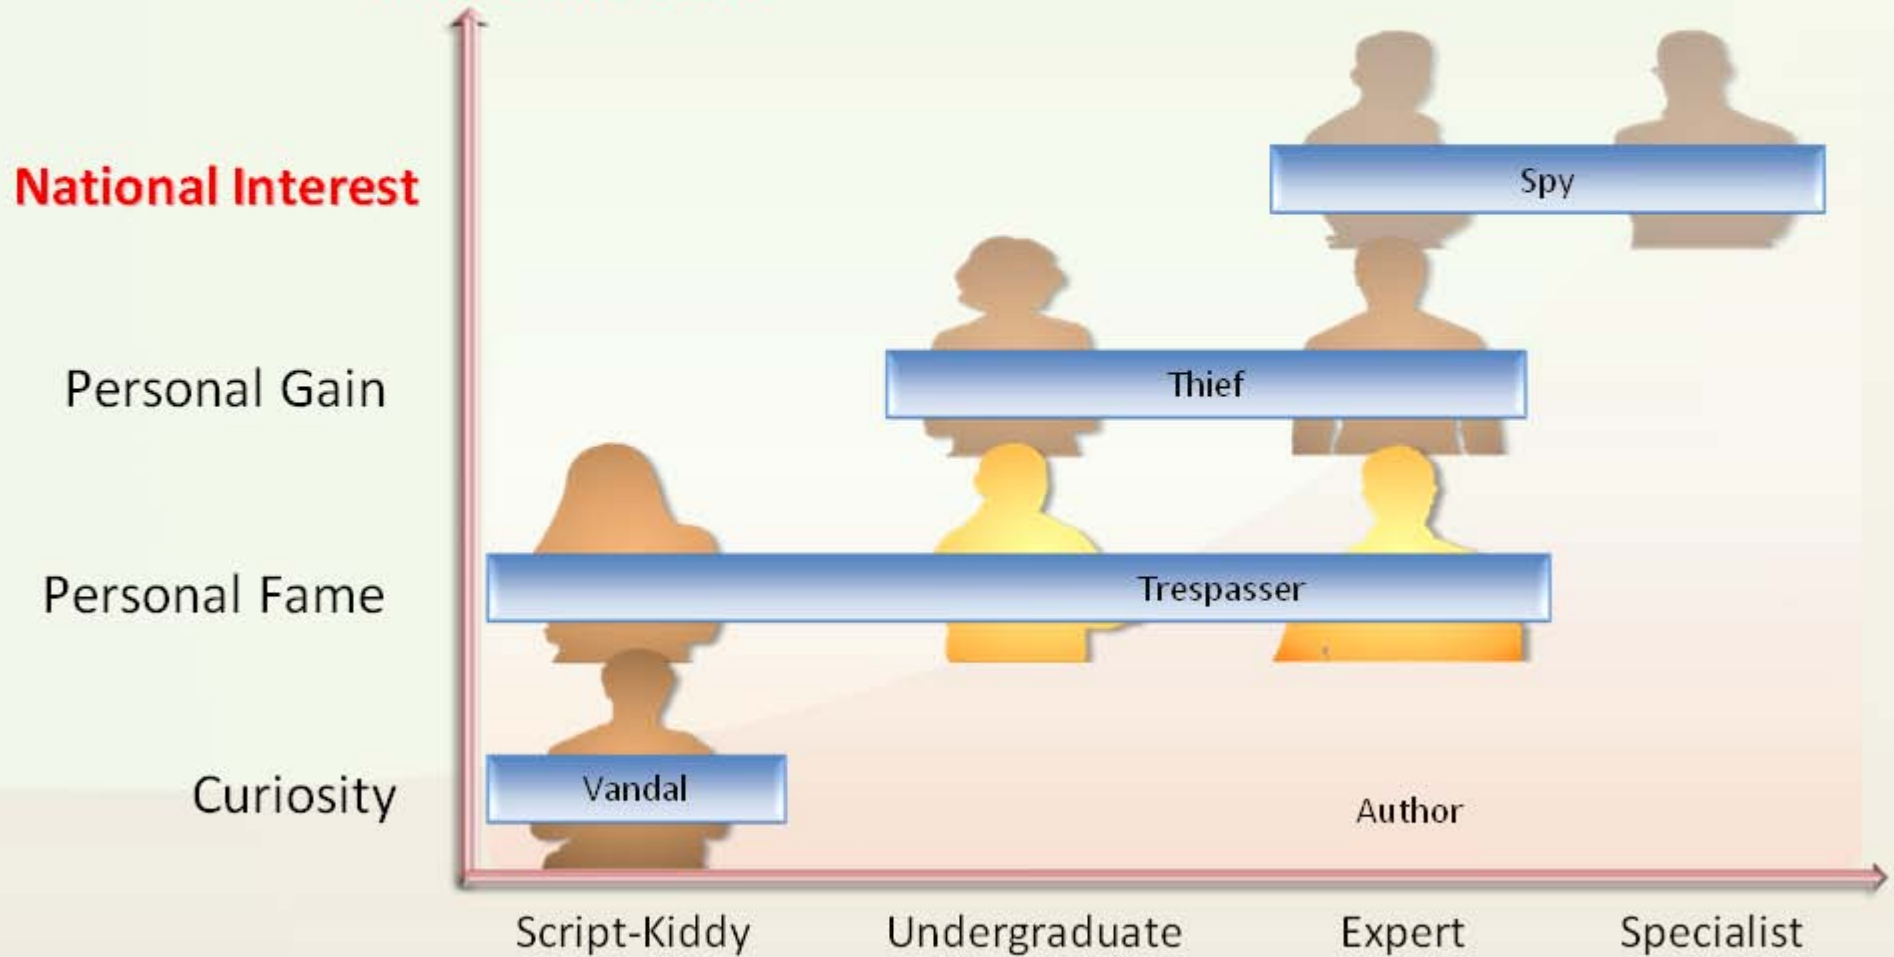 National Interest
Spy
Personal Gain
Thief
Personal Fame
Trespasser
Curiosity
Vandal
Author
Script-Kiddy Undergraduate Expert Specialist